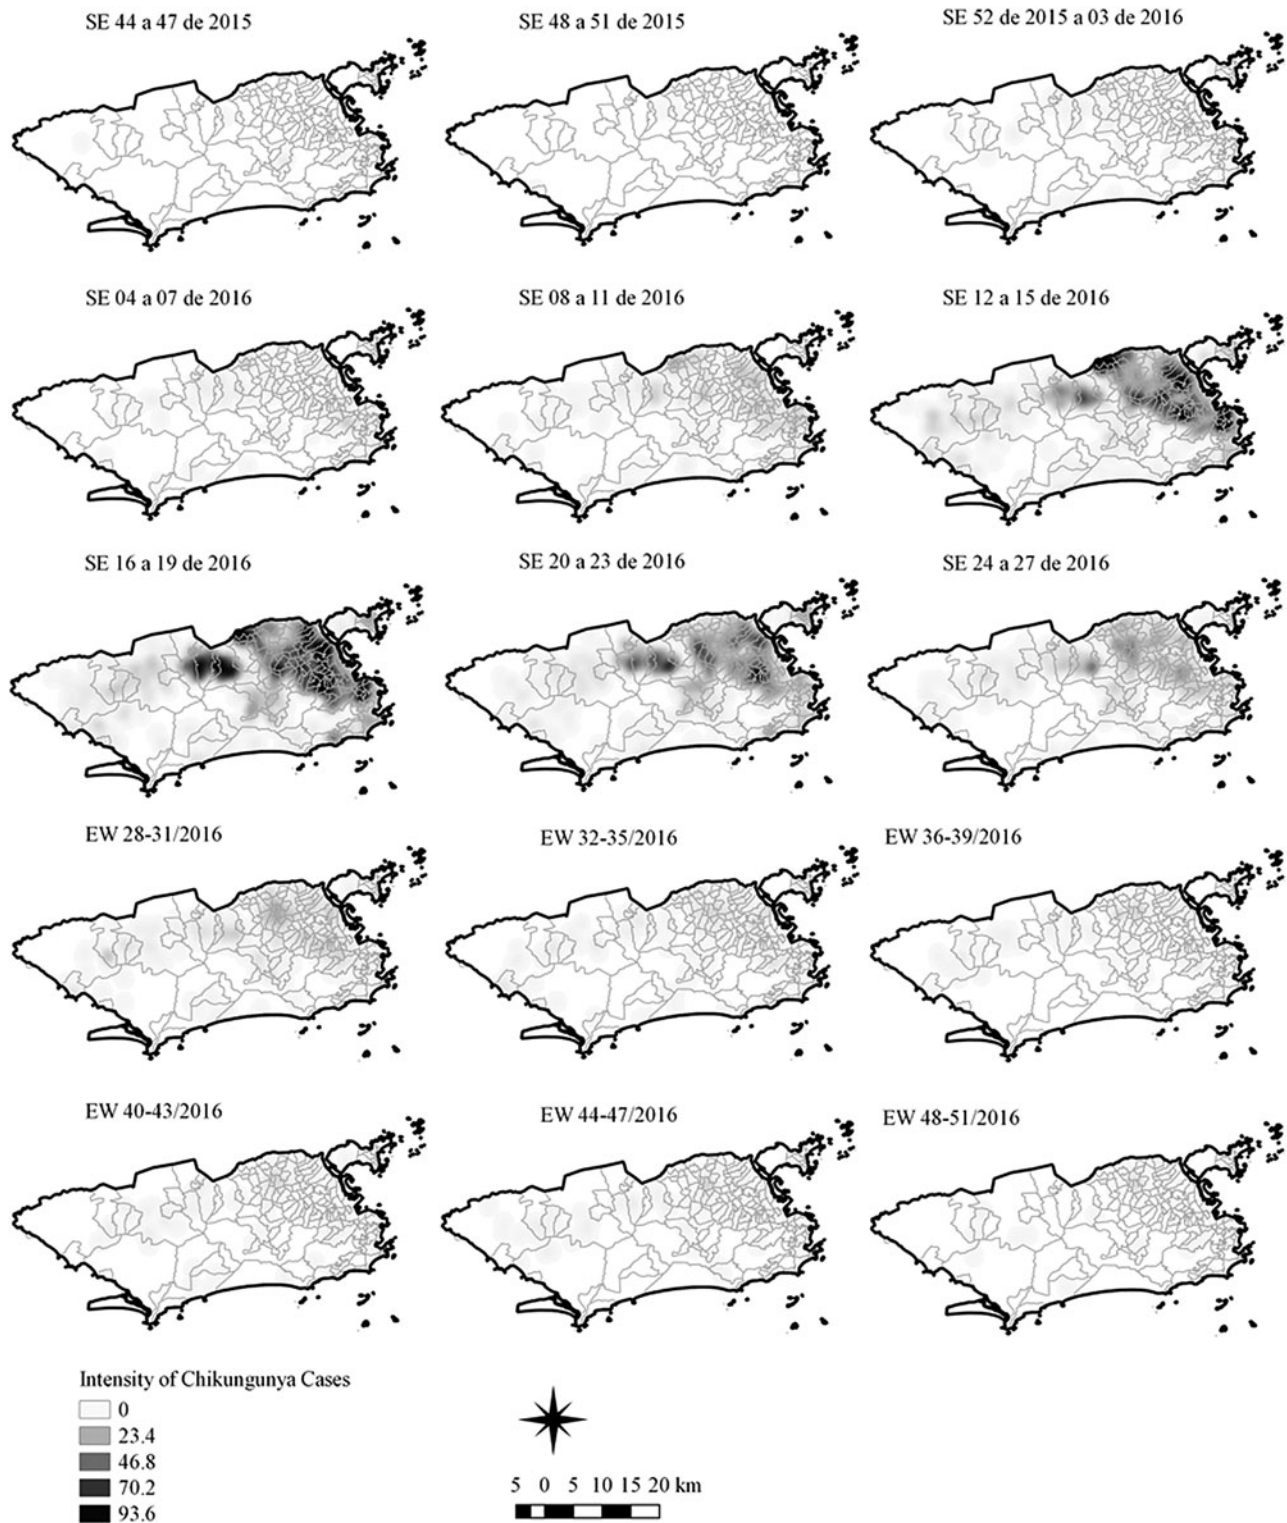 SE 44 a 47 de 2015
SE 48 a 51 de 2015
SE 52 de 2015 a 03 de 2016
SE 04 a 07 de 2016
SE 08 a 11 de 2016
SE 12 a 15 de 2016
SE 16 a 19 de 2016
SE 20 a 23 de 2016
SE 24 a 27 de 2016
EW 28-31/2016
EW 32-35/2016
EW 36-39/2016
EW 40-43/2016
EW 44-47/2016
EW 48-51/2016
Intensity of Chikungunya Cases
0
23.4
46.8
70.2
93.6
5 0 5 10 15 20 km